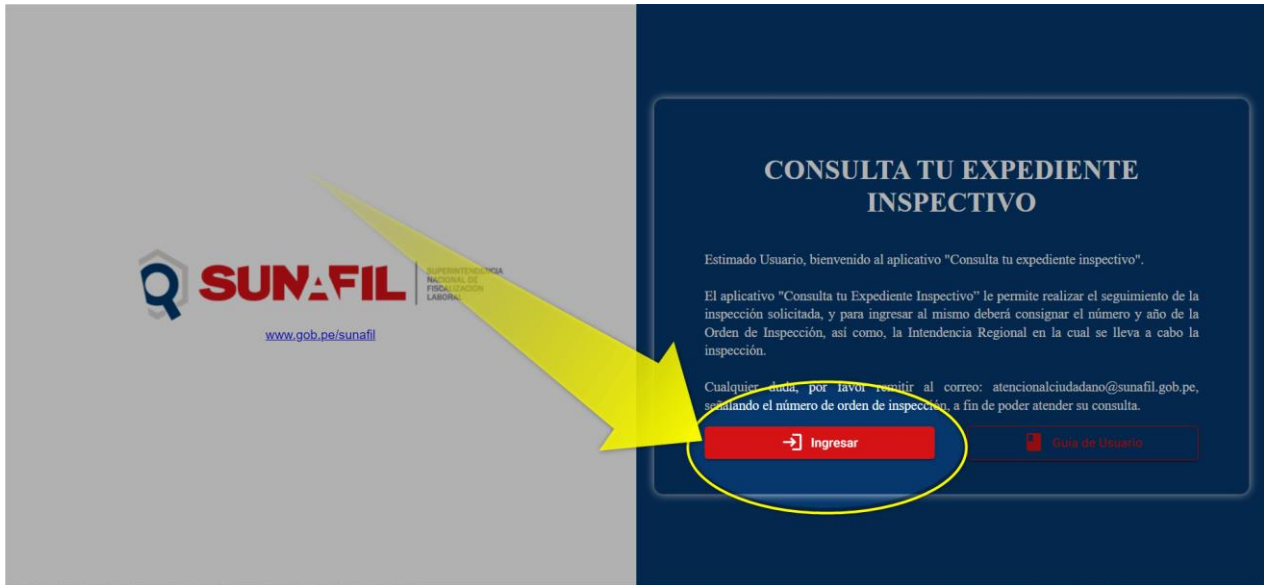 SUNAFIL
SUPERINTENDENCIA
NACIONAL DE
FISCALIZACIÓN
LABORAL
www.gob.pe/sunafil
CONSULTA TU EXPEDIENTE
INSPECTIVO
Estimado Usuario, bienvenido al aplicativo "Consulta tu expediente inspectivo".
El aplicativo "Consulta tu Expediente Inspectivo" le permite realizar el seguimiento de la
inspección solicitada, y para ingresar al mismo deberá consignar el número y año de la
Orden de Inspección, así como, la Intendencia Regional en la cual se lleva a cabo la
inspección.
Cualquier duda, por favor remitir al correo: atencionalciudadano@sunafil.gob.pe,
señalando el número de orden de inspección, a fin de poder atender su consulta.
Ingresar
Guía de Usuario